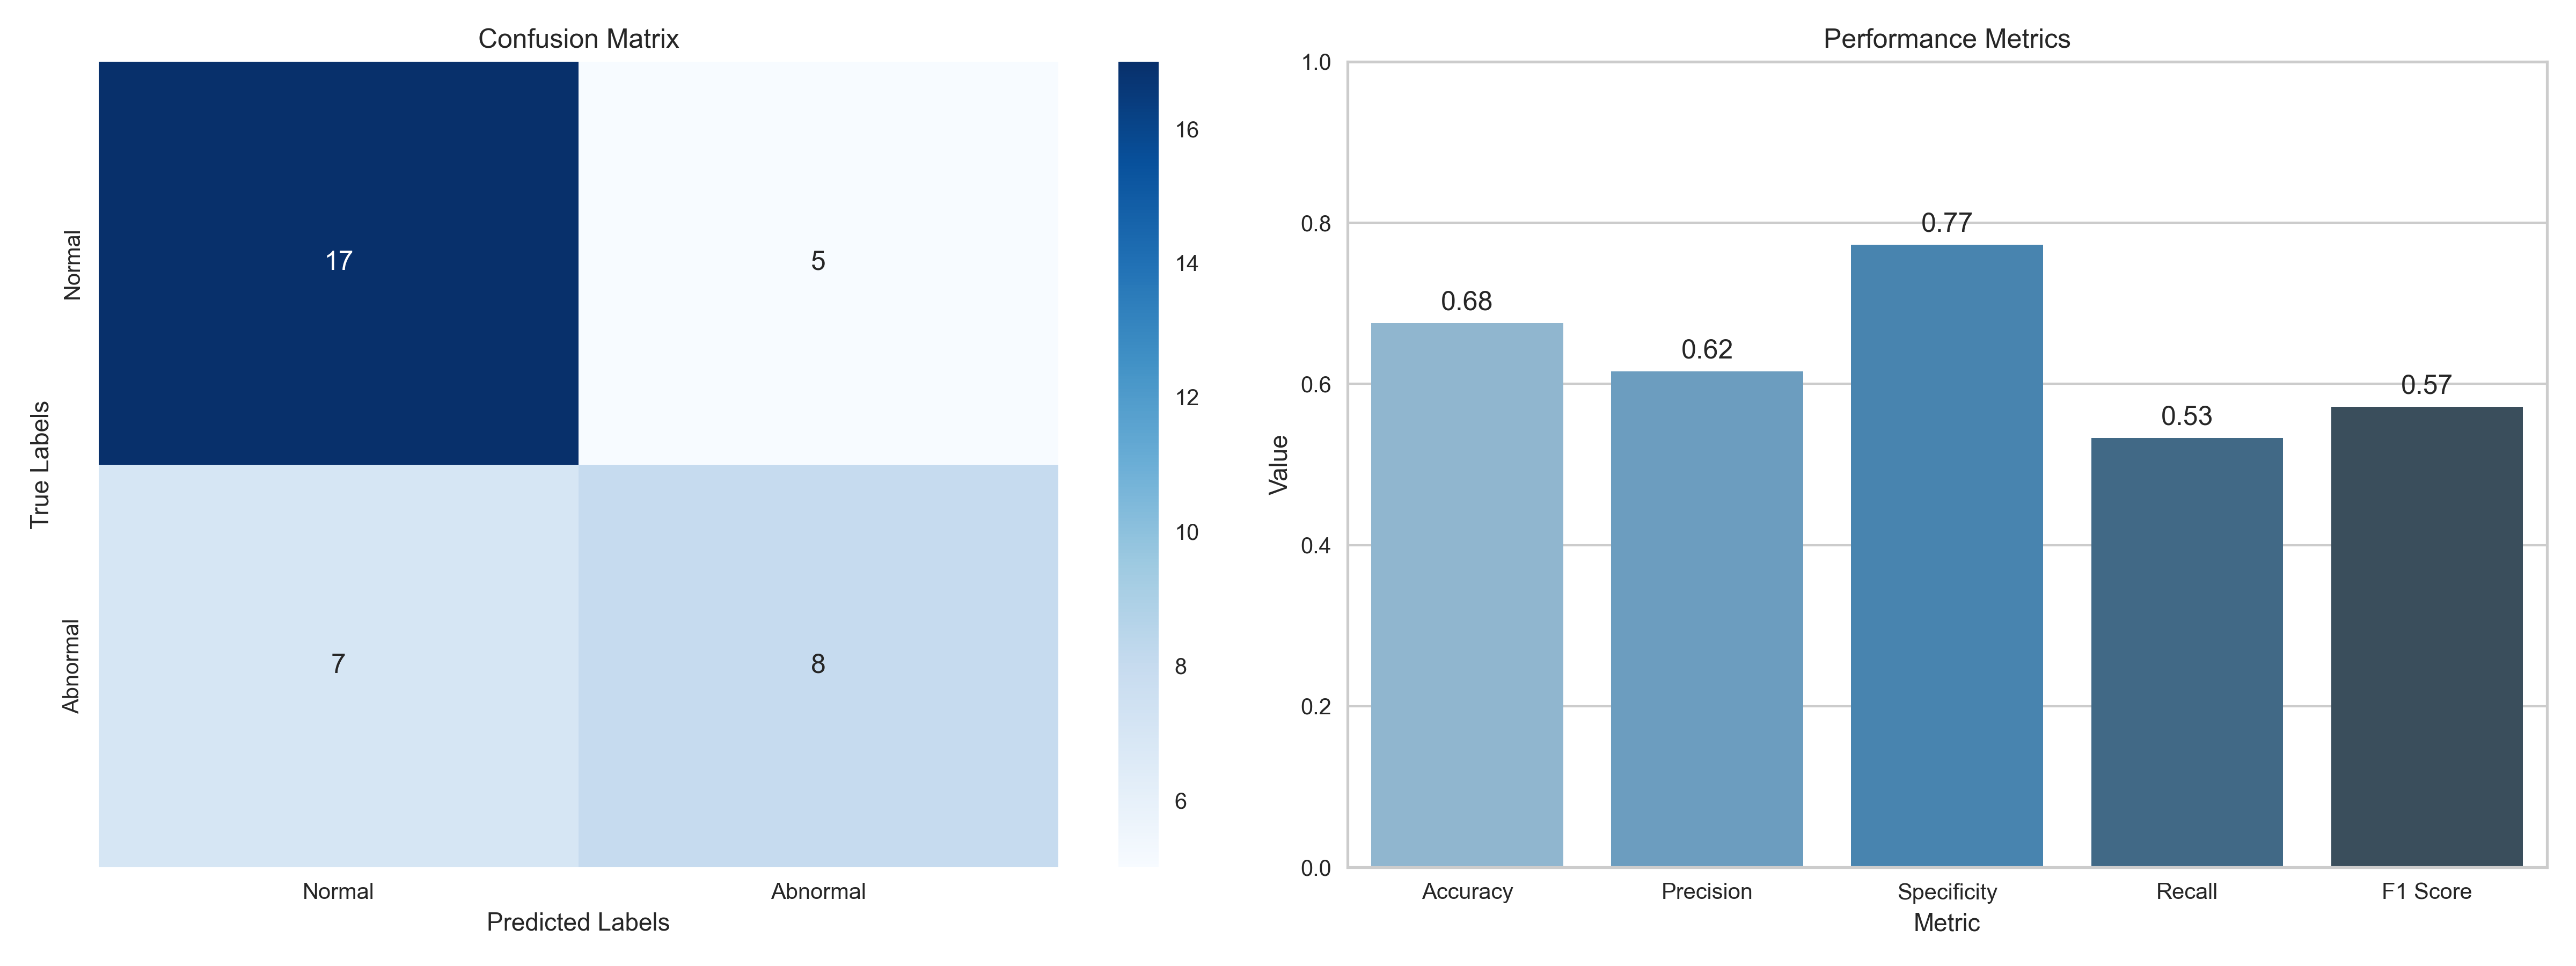 Confusion Matrix
17
5
7
8
Normal
Abnormal
True Labels
Normal
Abnormal
Predicted Labels
16
14
12
10
8
6
Performance Metrics
1.0
0.8
0.6
0.4
0.2
0.0
Value
0.68
0.62
0.77
0.53
0.57
Accuracy
Precision
Specificity
Recall
F1 Score
Metric